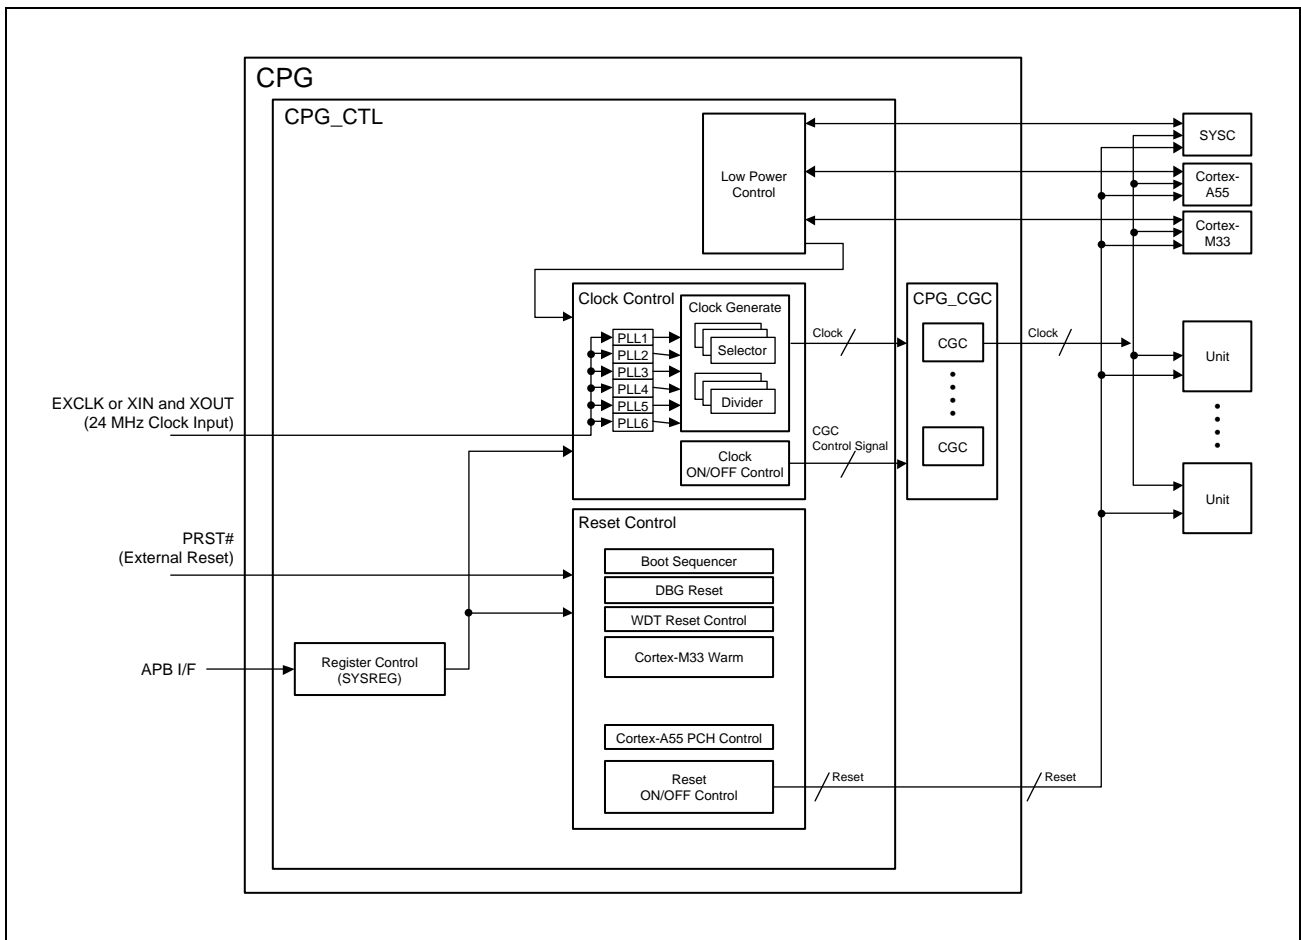 CPG
CPG_CTL
Low Power
Control
SYSC
Cortex-
A55
Cortex-
M33
Clock Control
Clock Generate
PLL1
PLL2
PLL3
PLL4
PLL5
PLL6
Selector
Divider
Clock
CPG_CGC
CGC
Clock
Unit
EXCLK or XIN and XOUT
(24 MHz Clock Input)
Clock
ON/OFF Control
CGC
Control Signal
CGC
Unit
Reset Control
PRST#
(External Reset)
Boot Sequencer
DBG Reset
WDT Reset Control
Cortex-M33 Warm
APB I/F
Register Control
(SYSREG)
Cortex-A55 PCH Control
Reset
ON/OFF Control
Reset
Reset